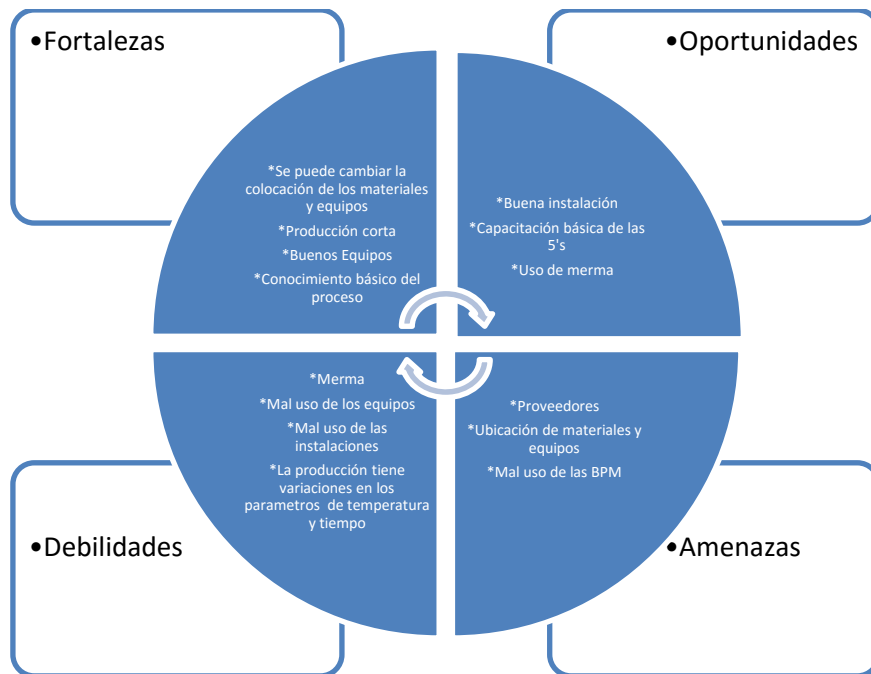 •Fortalezas
•Oportunidades
*Se puede cambiar la
colocación de los materiales
y equipos
*Producción corta
*Buenos Equipos
*Conocimiento básico del
proceso
*Buena instalación
*Capacitación básica de las
5's
*Uso de merma
*Merma
*Mal uso de los equipos
*Mal uso de las
instalaciones
*La producción tiene
variaciones en los
parametros de temperatura
y tiempo
*Proveedores
*Ubicación de materiales y
equipos
*Mal uso de las BPM
•Debilidades
•Amenazas